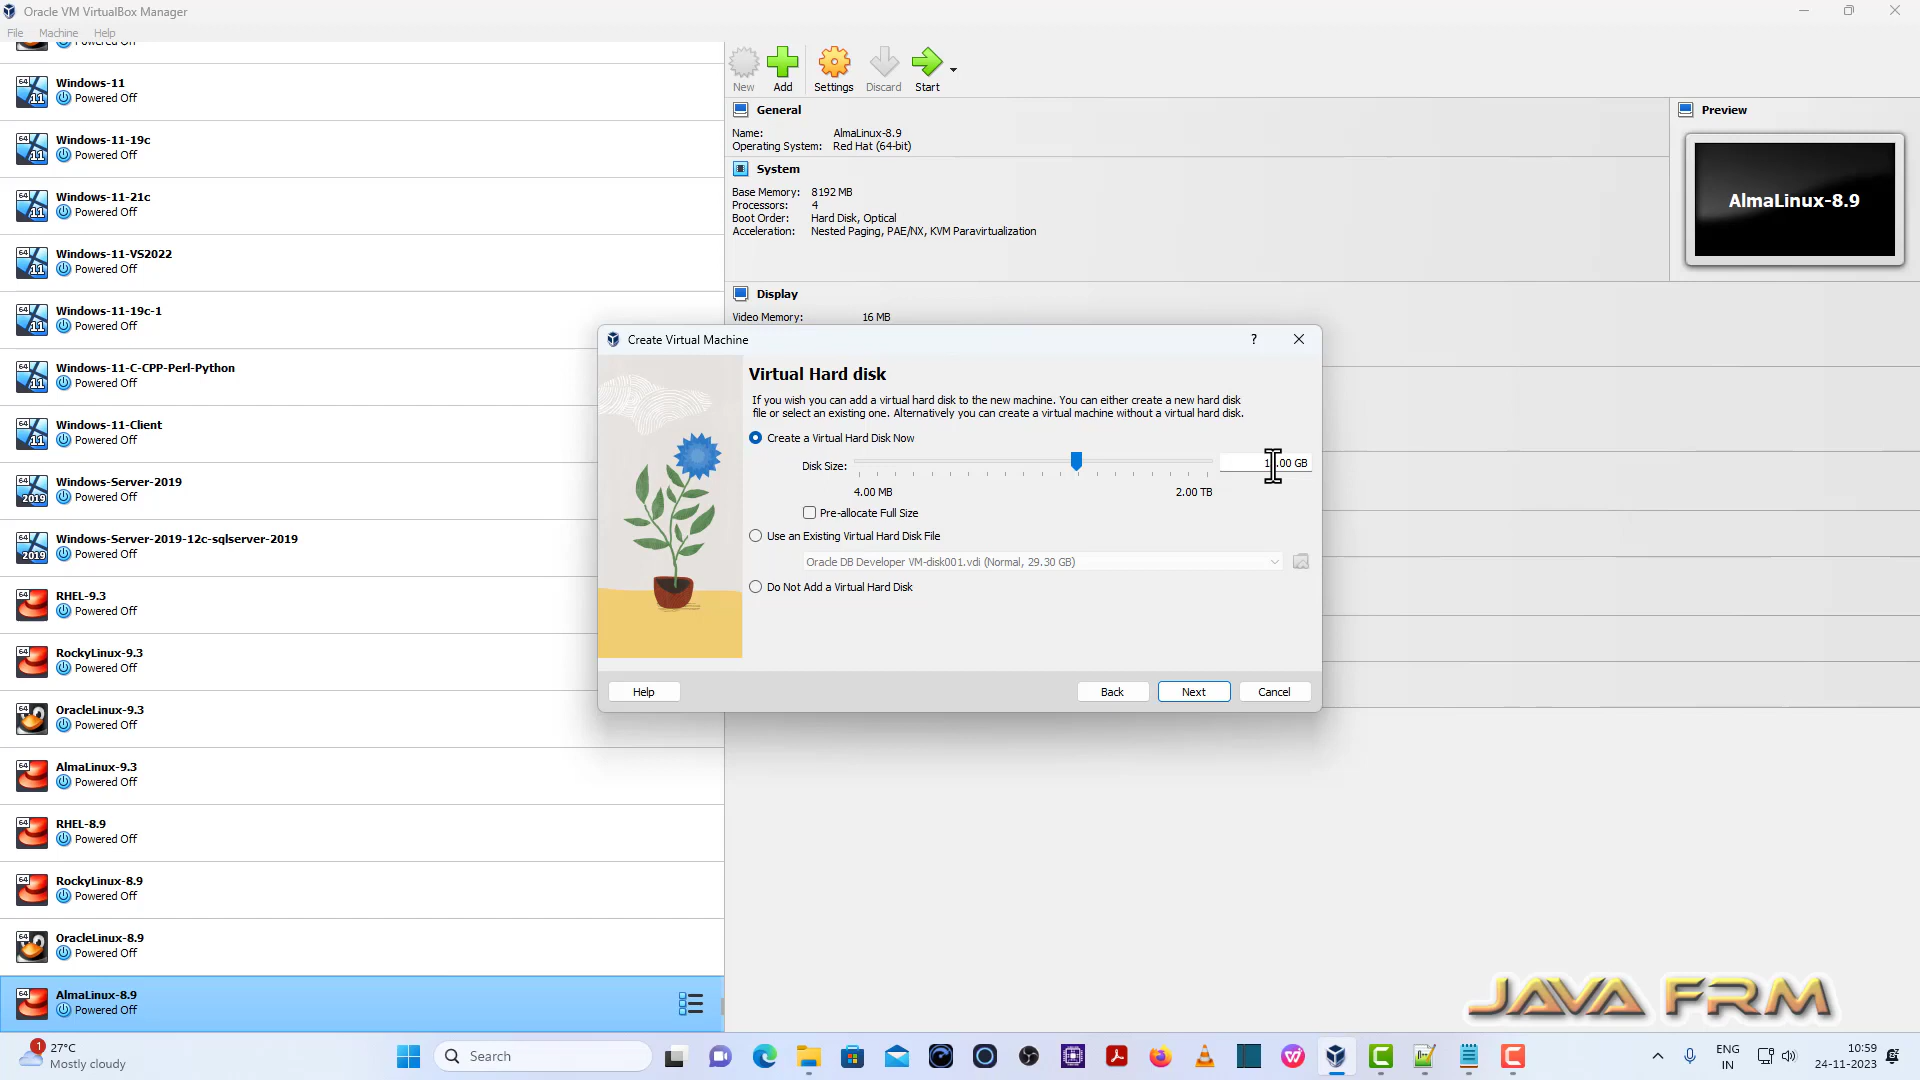 Oracle VM VirtualBox Manager
File Machine Help
Powered Off
Windows-11
Powered Off
Windows-11-19c
Powered Off
Windows-11-21c
Powered Off
Windows-11-VS2022
Powered Off
Windows-11-19c-1
Powered Off
Windows-11-C-CPP-Perl-Python
Powered Off
Windows-11-Client
Powered Off
Windows-Server-2019
Powered Off
Windows-Server-2019-12c-sqlserver-2019
Powered Off
RHEL-9.3
Powered Off
RockyLinux-9.3
Powered Off
OracleLinux-9.3
Powered Off
AlmaLinux-9.3
Powered Off
RHEL-8.9
Powered Off
RockyLinux-8.9
Powered Off
OracleLinux-8.9
Powered Off
AlmaLinux-8.9
Powered Off
New Add Settings Discard Start
General
Name: AlmaLinux-8.9
Operating System: Red Hat (64-bit)
System
Base Memory: 8192 MB
Processors: 4
Boot Order: Hard Disk, Optical
Acceleration: Nested Paging, PAE/NX, KVM Paravirtualization
Display
Video Memory: 16 MB
Preview
AlmaLinux-8.9
Create Virtual Machine
Virtual Hard disk
If you wish you can add a virtual hard disk to the new machine. You can either create a new hard disk
file or select an existing one. Alternatively you can create a virtual machine without a virtual hard disk.
Create a Virtual Hard Disk Now
Disk Size: GB
4.00 MB 2.00 TB
Pre-allocate Full Size
Use an Existing Virtual Hard Disk File
Oracle DB Developer VM-disk001.vdi (Normal, 29.30 GB)
Do Not Add a Virtual Hard Disk
Help Back Next Cancel
JAVA FRM
1
27°C
Mostly cloudy
Search
ENG
IN
10:59
24-11-2023